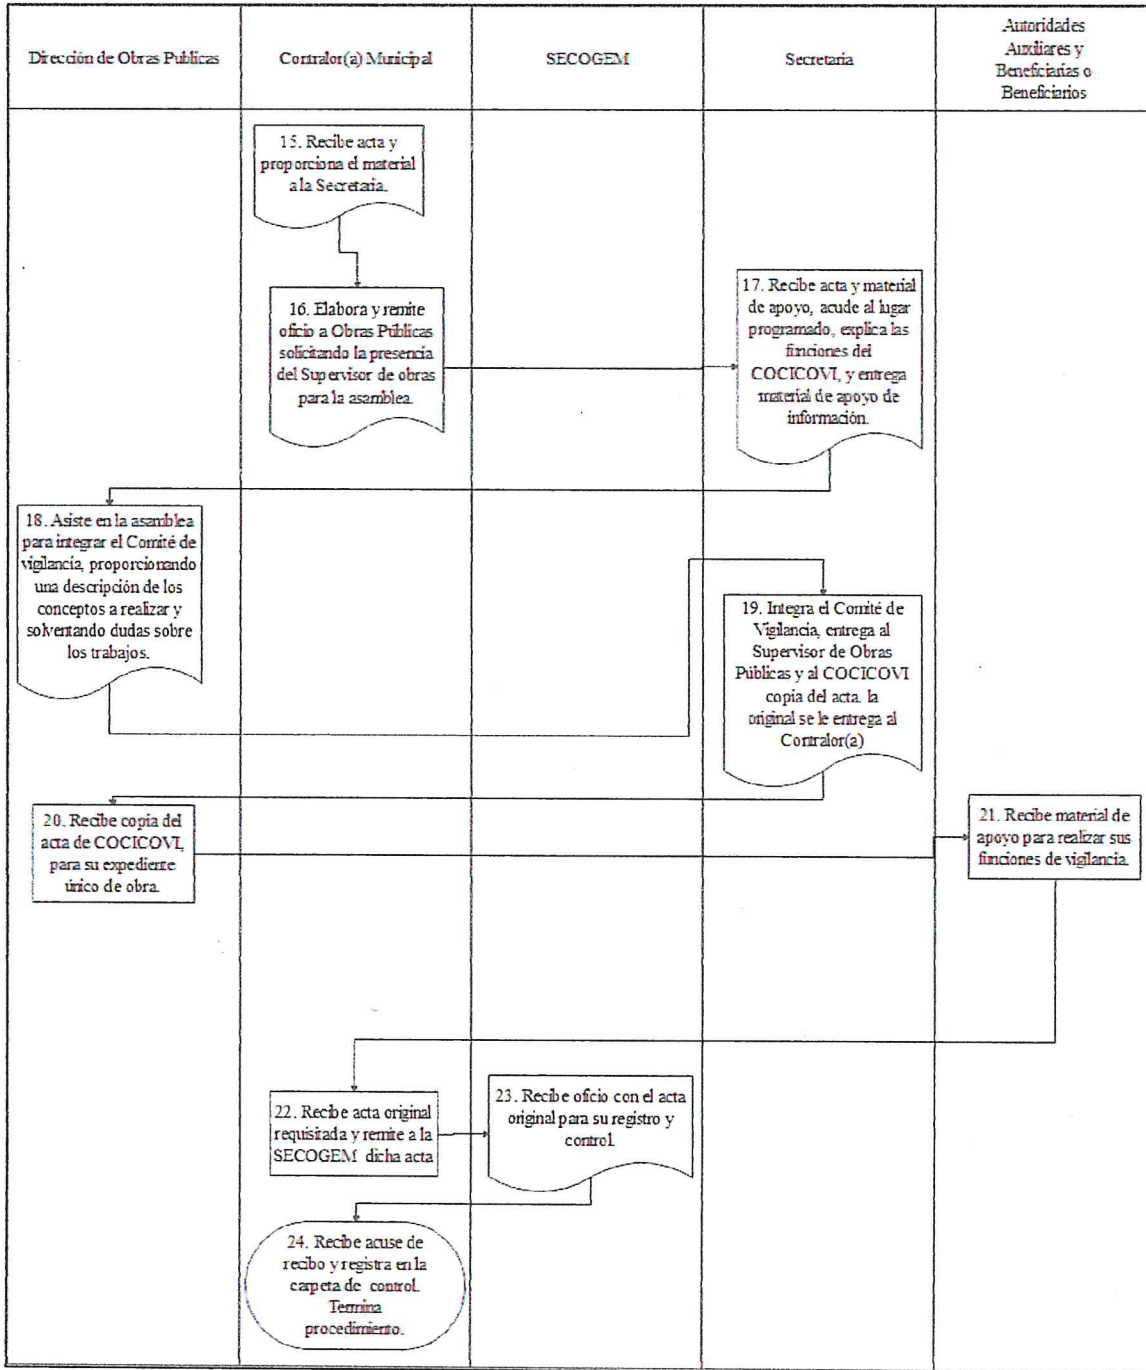 Dirección de Obras Publicas
Contralor(a) Municipal
SECOGEM
Secretaria
Autoridades
Auxiliares y
Beneficiarias o
Beneficiarios
15. Recibe acta y
proporciona el material
a la Secretaria.
16. Elabora y remite
oficio a Obras Públicas
solicitando la presencia
del Supervisor de obras
para la asamblea.
17. Recibe acta y material
de apoyo, acude al lugar
programado, explica las
funciones del
COCICOVI, y entrega
material de apoyo de
información.
18. Asiste en la asamblea
para integrar el Comité de
vigilancia, proporcionando
una descripción de los
conceptos a realizar y
solventando dudas sobre
los trabajos.
19. Integra el Comité de
Vigilancia, entrega al
Supervisor de Obras
Públicas y al COCICOVI
copia del acta. la
original se le entrega al
Contralor(a)
20. Recibe copia del
acta de COCICOVI,
para su expediente
único de obra.
21. Recibe material de
apoyo para realizar sus
funciones de vigilancia.
22. Recibe acta original
requisitada y remite a la
SECOGEM dicha acta
23. Recibe oficio con el acta
original para su registro y
control.
24. Recibe acuse de
recibo y registra en la
carpeta de control.
Termina
procedimiento.